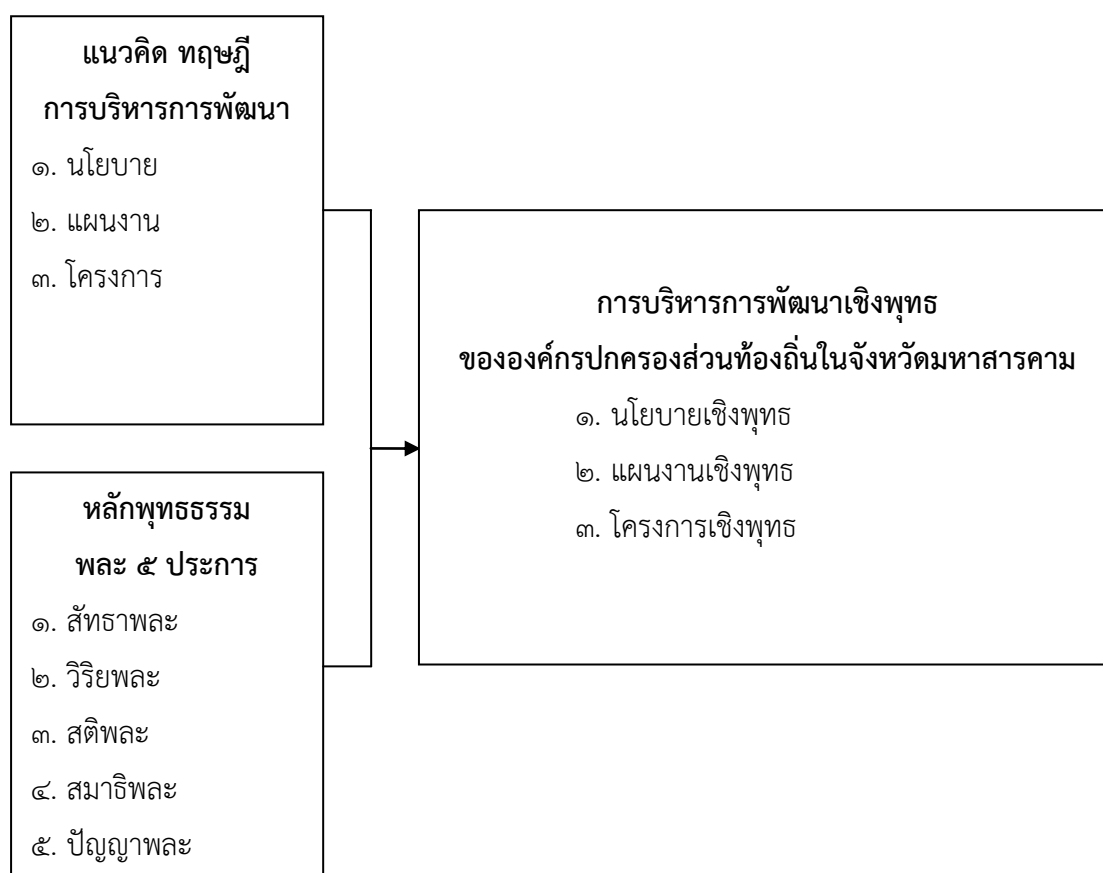 แนวคิด ทฤษฎี
การบริหารการพัฒนา
๑. นโยบาย
๒. แผนงาน
๓. โครงการ
หลักพุทธธรรม
พละ ๕ ประการ
๑. สัทธาพละ
๒. วิริยพละ
๓. สติพละ
๔. สมาธิพละ
๕. ปัญญาพละ
การบริหารการพัฒนาเชิงพุทธ
ขององค์กรปกครองส่วนท้องถิ่นในจังหวัดมหาสารคาม
๑. นโยบายเชิงพุทธ
๒. แผนงานเชิงพุทธ
๓. โครงการเชิงพุทธ